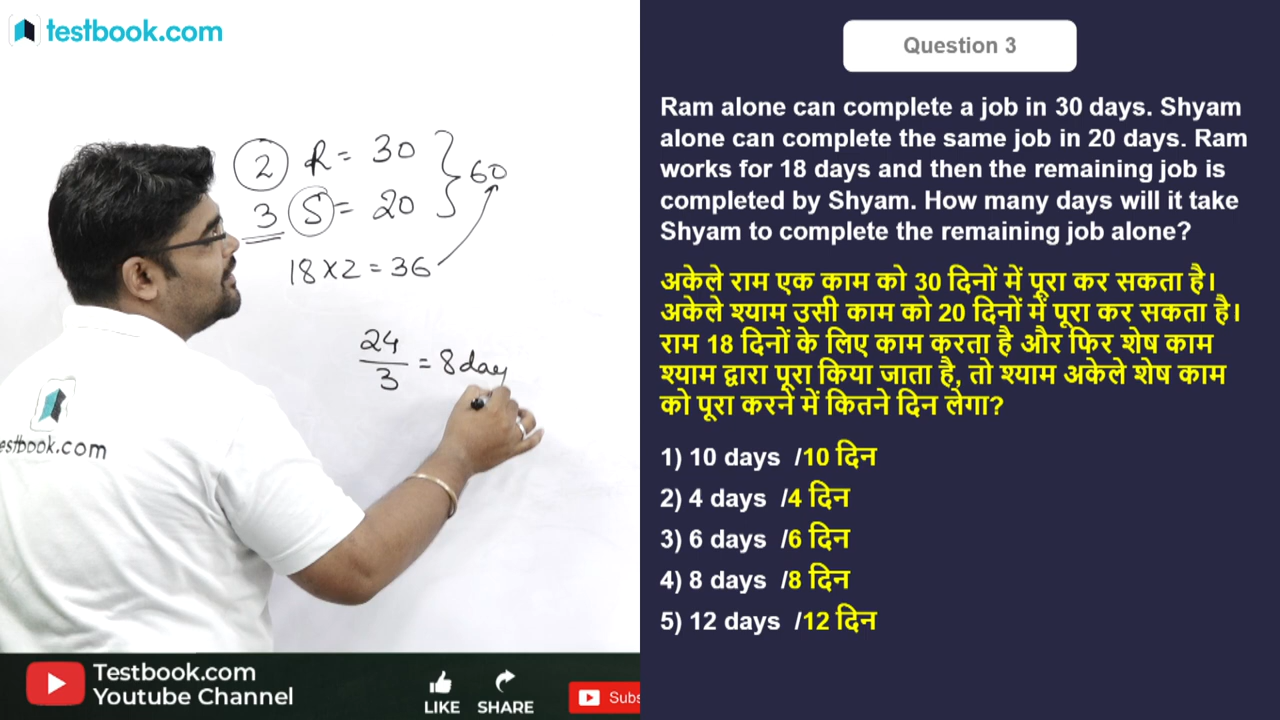 testbook.com
2 R = 30
3 S = 20
60
18×2 = 36
24
3
= 8day
estbook.com
Testbook.com
Youtube Channel
LIKE SHARE
Subs
Question 3
Ram alone can complete a job in 30 days. Shyam
alone can complete the same job in 20 days. Ram
works for 18 days and then the remaining job is
completed by Shyam. How many days will it take
Shyam to complete the remaining job alone?
अकेले राम एक काम को 30 दिनों में पूरा कर सकता है।
अकेले श्याम उसी काम को 20 दिनों में पूरा कर सकता है।
राम 18 दिनों के लिए काम करता है और फिर शेष काम
श्याम द्वारा पूरा किया जाता है, तो श्याम अकेले शेष काम
को पूरा करने में कितने दिन लेगा?
1) 10 days /10 दिन
2) 4 days /4 दिन
3) 6 days /6 दिन
4) 8 days /8 दिन
5) 12 days /12 दिन